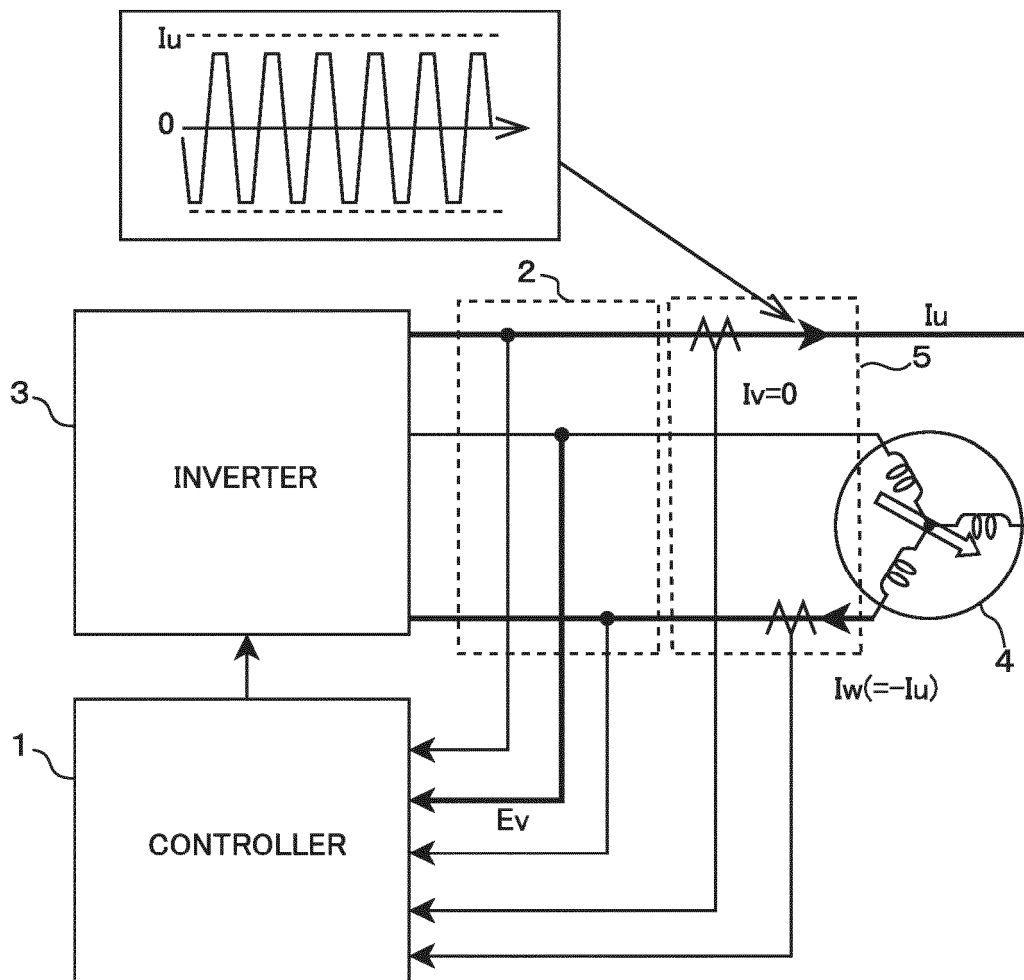 Iu
0
2
Iu
5
Iv=0
3
INVERTER
4
Iw(=-Iu)
1
Ev
CONTROLLER